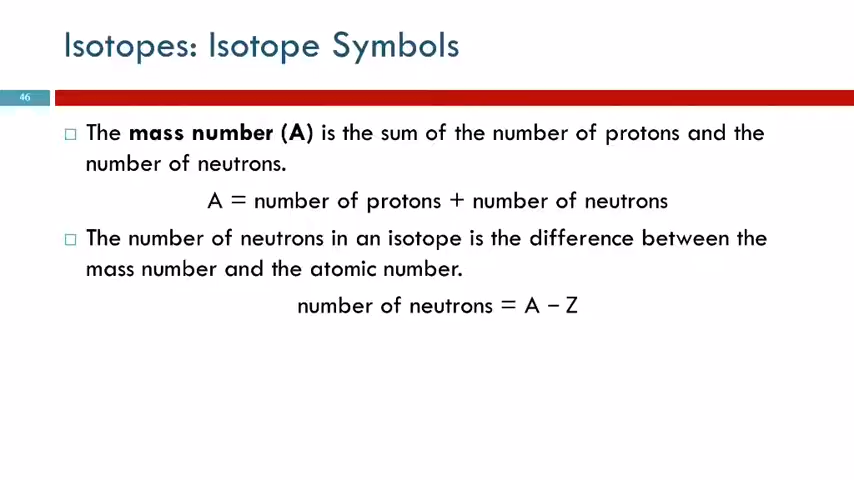 Isotopes: Isotope Symbols
46
The mass number (A) is the sum of the number of protons and the
number of neutrons.
A = number of protons + number of neutrons
The number of neutrons in an isotope is the difference between the
mass number and the atomic number.
number of neutrons = A – Z